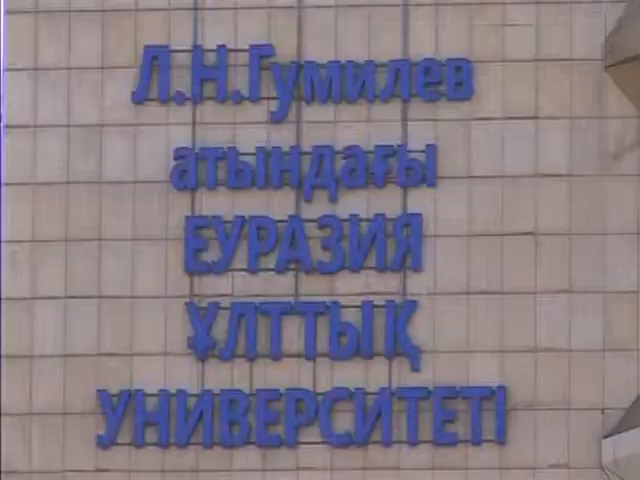 Л.Н.Гумилев
атындағы
ЕУРАЗИЯ
ҰЛТТЫҚ
УНИВЕРСИТЕТІ